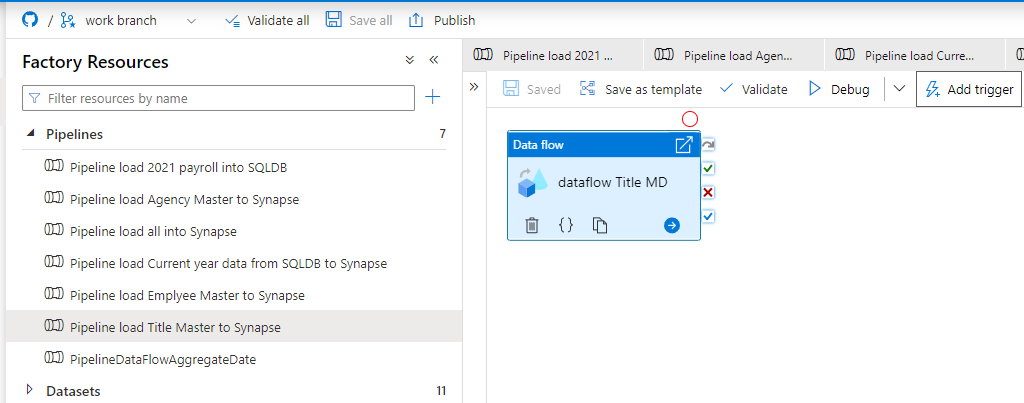 / work branch Validate all Save all Publish
Factory Resources
Filter resources by name
Pipelines 7
Pipeline load 2021 payroll into SQLDB
Pipeline load Agency Master to Synapse
Pipeline load all into Synapse
Pipeline load Current year data from SQLDB to Synapse
Pipeline load Emplyee Master to Synapse
Pipeline load Title Master to Synapse
PipelineDataFlowAggregateDate
Datasets 11
Pipeline load 2021 ... Pipeline load Agen... Pipeline load Curre...
Saved Save as template Validate Debug Add trigger
Data flow
dataflow Title MD
{}